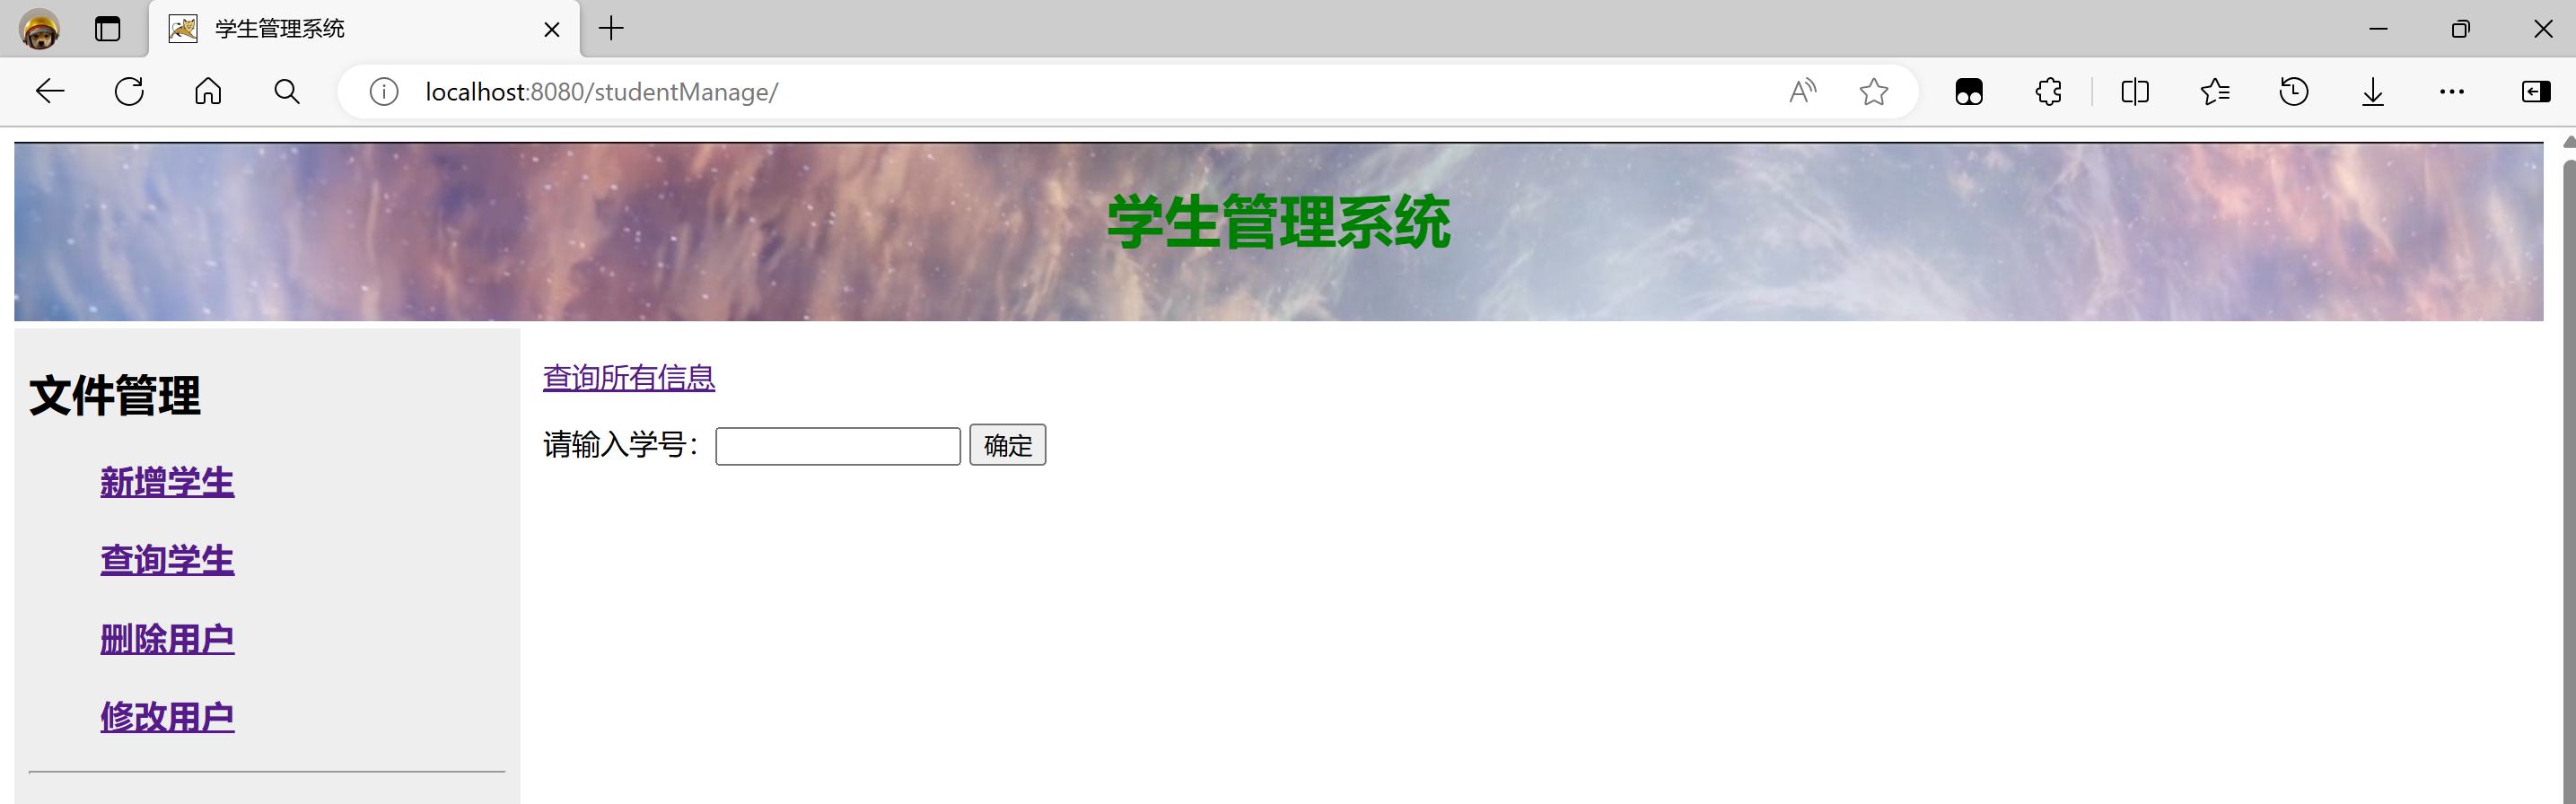 学生管理系统
localhost:8080/studentManage/
学生管理系统
文件管理
新增学生
查询学生
删除用户
修改用户
查询所有信息
请输入学号：
确定